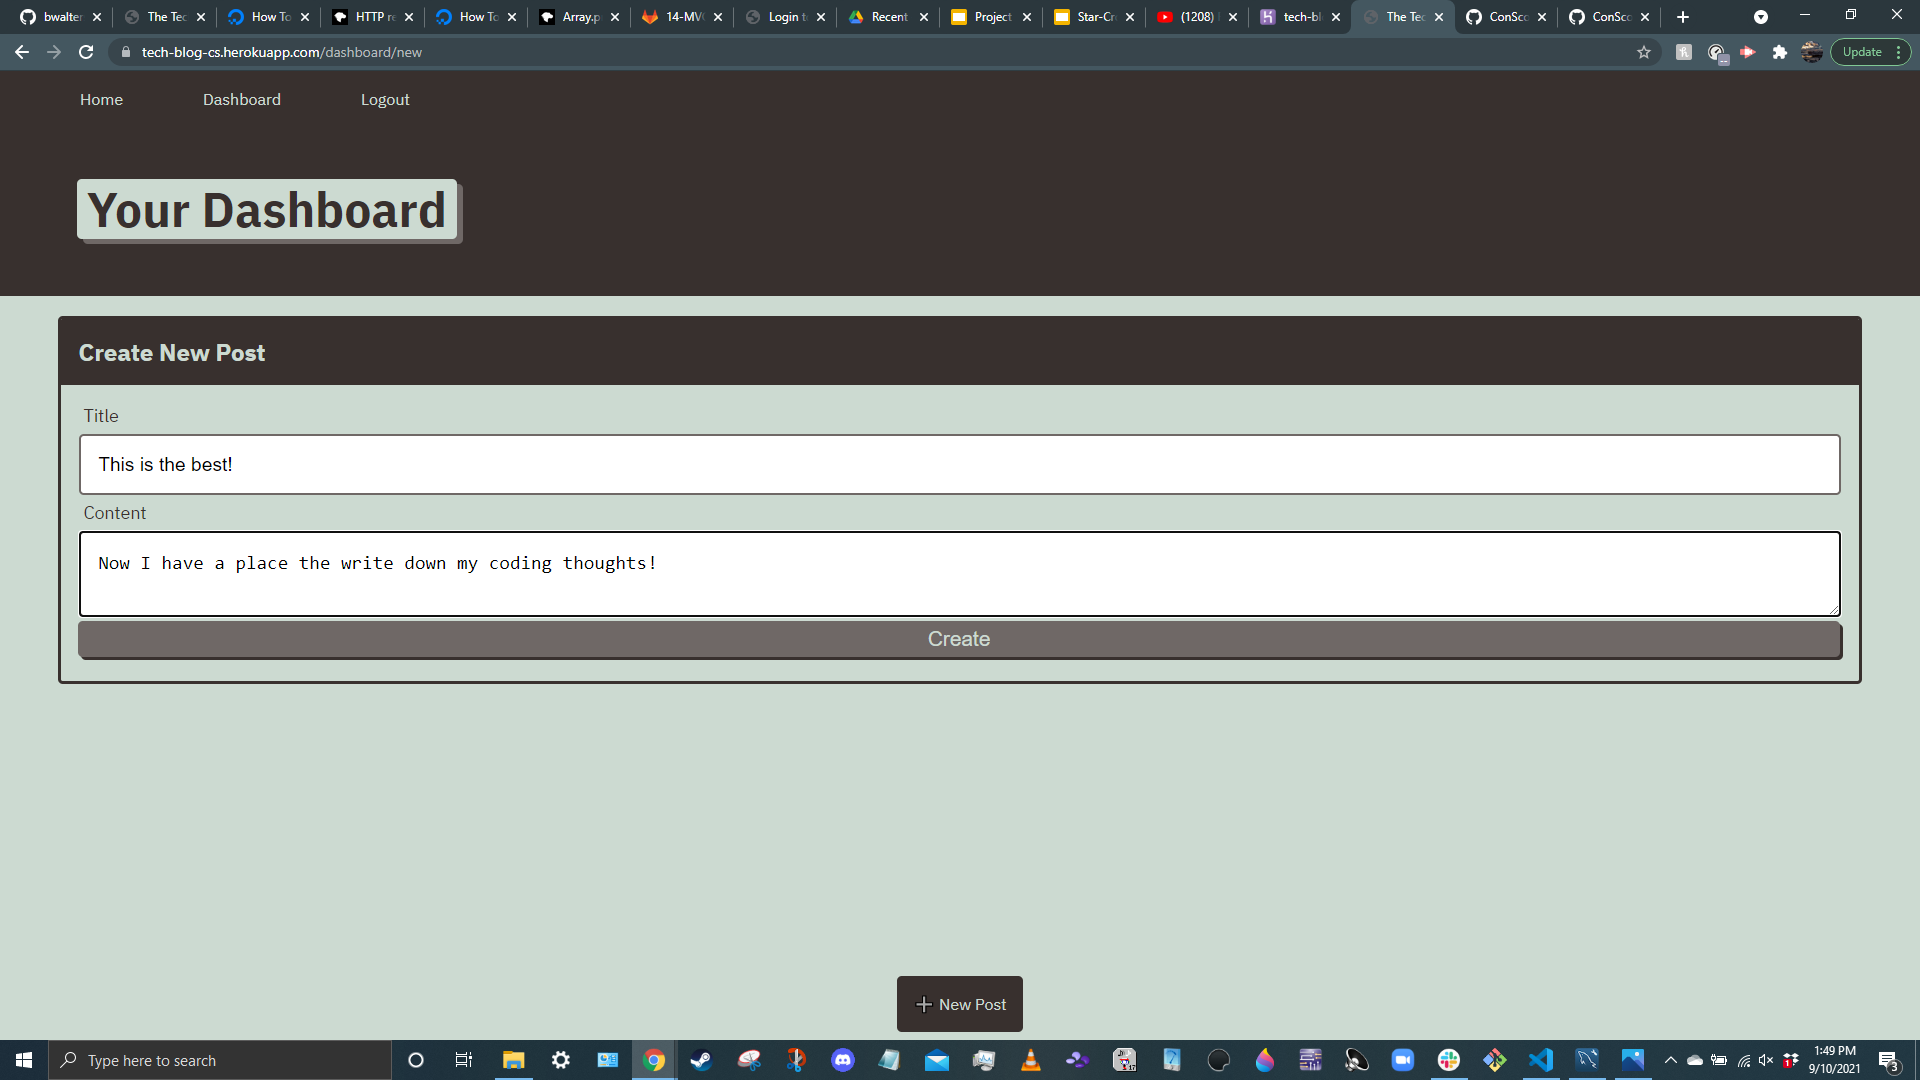 bwalter
The Tec
How To
HTTP re
How To
Array.p
14-MV
Login t
Recent
Project
Star-Cr
(1208)
tech-bl
The Tec
ConSco
ConSco
tech-blog-cs.herokuapp.com/dashboard/new
Update
Home Dashboard Logout
Your Dashboard
Create New Post
Title
This is the best!
Content
Now I have a place the write down my coding thoughts!
Create
New Post
Type here to search
1:49 PM
9/10/2021
3